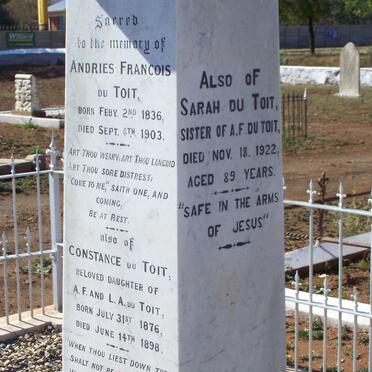 Sacred
to the memory of
ANDRIES FRANCOIS
DU TOIT,
BORN FEBY. 2ND 1836,
DIED SEPT. 6TH 1903.
ART THOU WEARY, ART THOU LANGUID
ART THOU SORE DISTREST;
"COME TO ME," SAITH ONE, AND
COMING,
BE AT REST.
also of
CONSTANCE DU TOIT;
BELOVED DAUGHTER OF
A.F. AND L.A. DU TOIT;
BORN JULY 31ST 1876,
DIED JUNE 14TH 1898.
WHEN THOU LIEST DOWN THOU
SHALT NOT BE
ALSO OF
SARAH DU TOIT,
SISTER OF A.F. DU TOIT,
DIED NOV. 18. 1922,
AGED 89 YEARS.
"SAFE IN THE ARMS
OF JESUS"